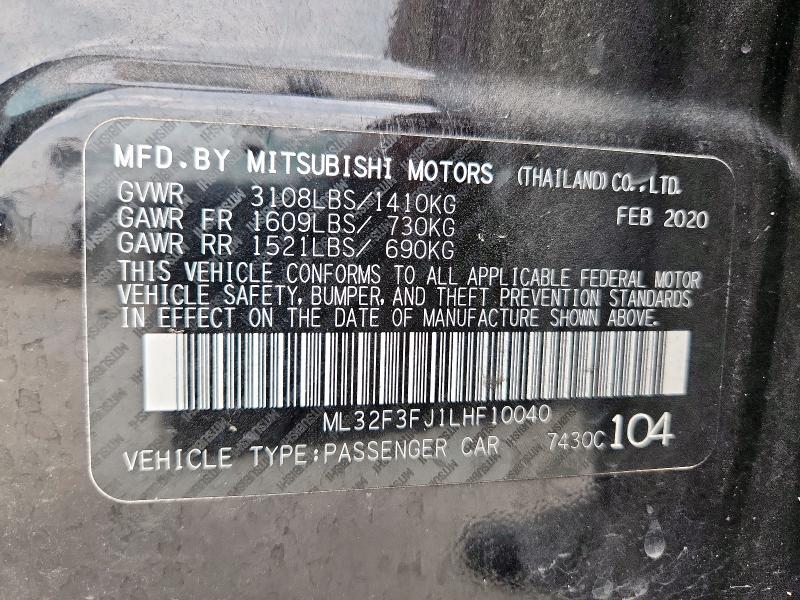 MFD.BY MITSUBISHI MOTORS (THAILAND) CO.,LTD.
GVWR 3108LBS/1410KG FEB 2020
GAWR FR 1609LBS/ 730KG
GAWR RR 1521LBS/ 690KG
THIS VEHICLE CONFORMS TO ALL APPLICABLE FEDERAL MOTOR
VEHICLE SAFETY, BUMPER, AND THEFT PREVENTION STANDARDS
IN EFFECT ON THE DATE OF MANUFACTURE SHOWN ABOVE.
ML32F3FJ1LHF10040
VEHICLE TYPE:PASSENGER CAR 7430C 104